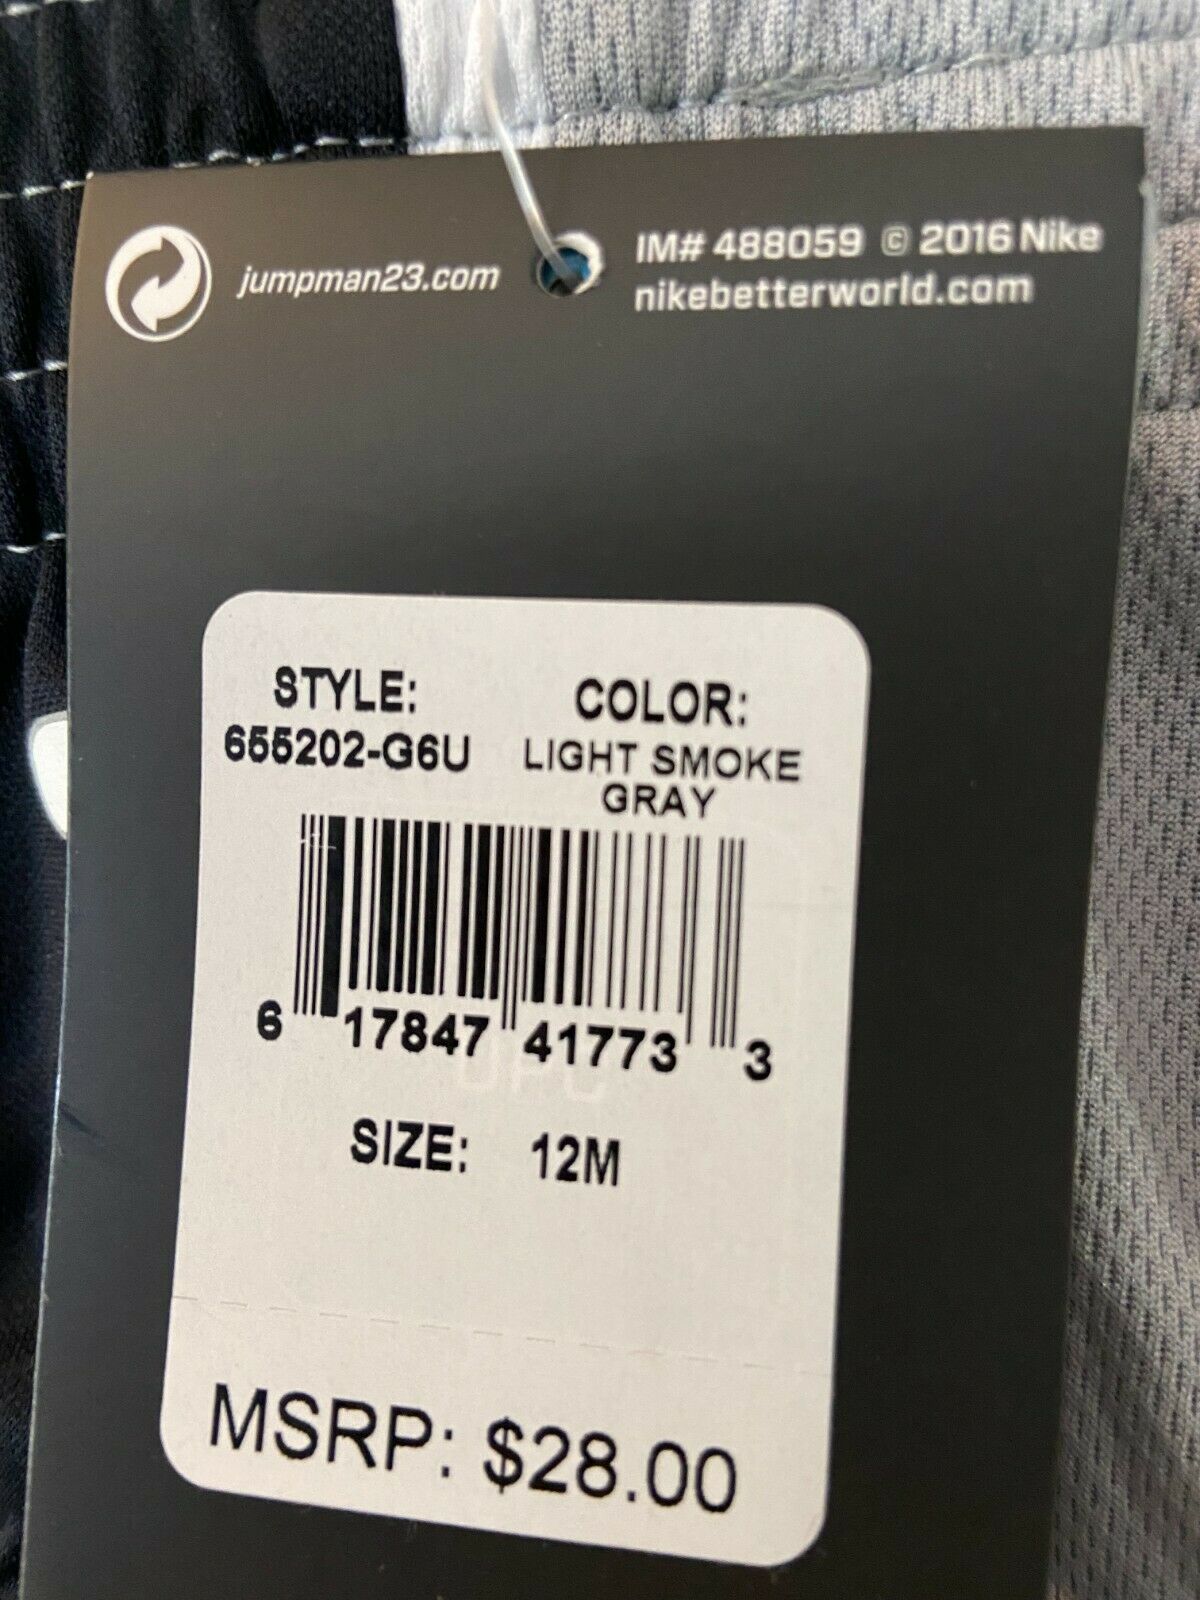 jumpman23.com
IM# 488059 © 2016 Nike
nikebetterworld.com
STYLE:
655202-G6U
COLOR:
LIGHT SMOKE
GRAY
6 17847 41773 3
UPC
SIZE: 12M
MSRP: $28.00